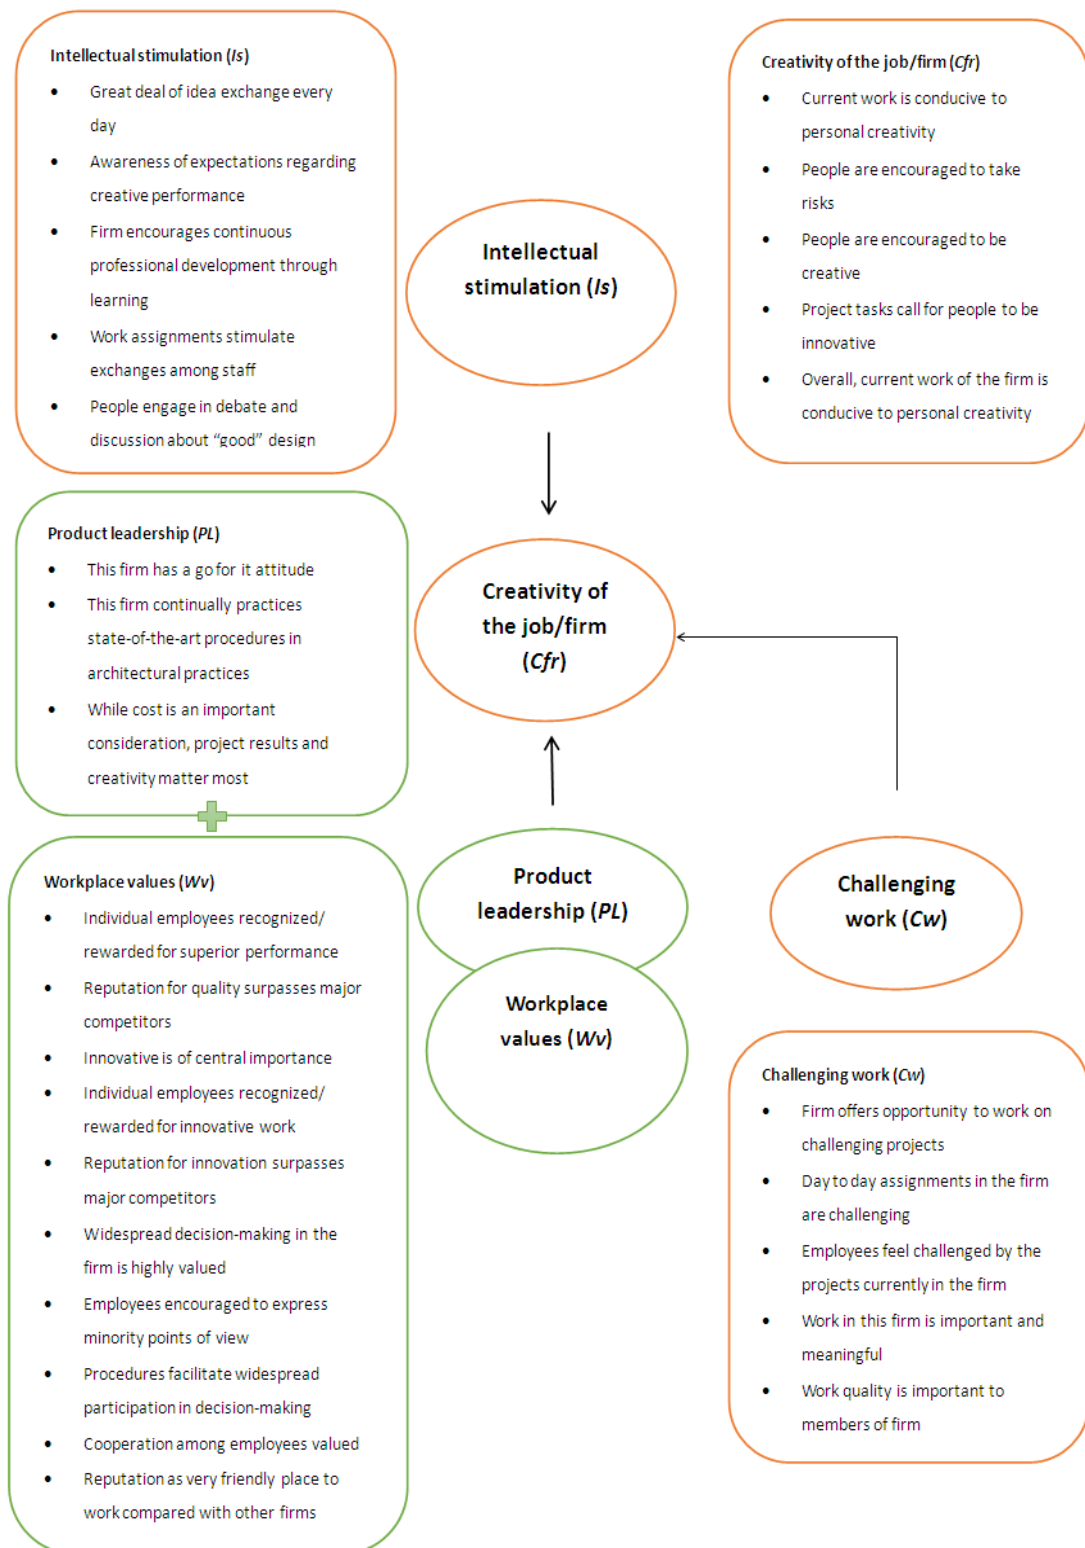 Intellectual stimulation (Is)
• Great deal of idea exchange every
day
• Awareness of expectations regarding
creative performance
• Firm encourages continuous
professional development through
learning
• Work assignments stimulate
exchanges among staff
• People engage in debate and
discussion about “good” design
Intellectual
stimulation (Is)
Creativity of the job/firm (Cfr)
• Current work is conducive to
personal creativity
• People are encouraged to take
risks
• People are encouraged to be
creative
• Project tasks call for people to be
innovative
• Overall, current work of the firm is
conducive to personal creativity
Product leadership (PL)
• This firm has a go for it attitude
• This firm continually practices
state-of-the-art procedures in
architectural practices
• While cost is an important
consideration, project results and
creativity matter most
Creativity of
the job/firm
(Cfr)
Workplace values (Wv)
• Individual employees recognized/
rewarded for superior performance
• Reputation for quality surpasses major
competitors
• Innovative is of central importance
• Individual employees recognized/
rewarded for innovative work
• Reputation for innovation surpasses
major competitors
• Widespread decision-making in the
firm is highly valued
• Employees encouraged to express
minority points of view
• Procedures facilitate widespread
participation in decision-making
• Cooperation among employees valued
• Reputation as very friendly place to
work compared with other firms
Product
leadership (PL)
Workplace
values (Wv)
Challenging
work (Cw)
Challenging work (Cw)
• Firm offers opportunity to work on
challenging projects
• Day to day assignments in the firm
are challenging
• Employees feel challenged by the
projects currently in the firm
• Work in this firm is important and
meaningful
• Work quality is important to
members of firm